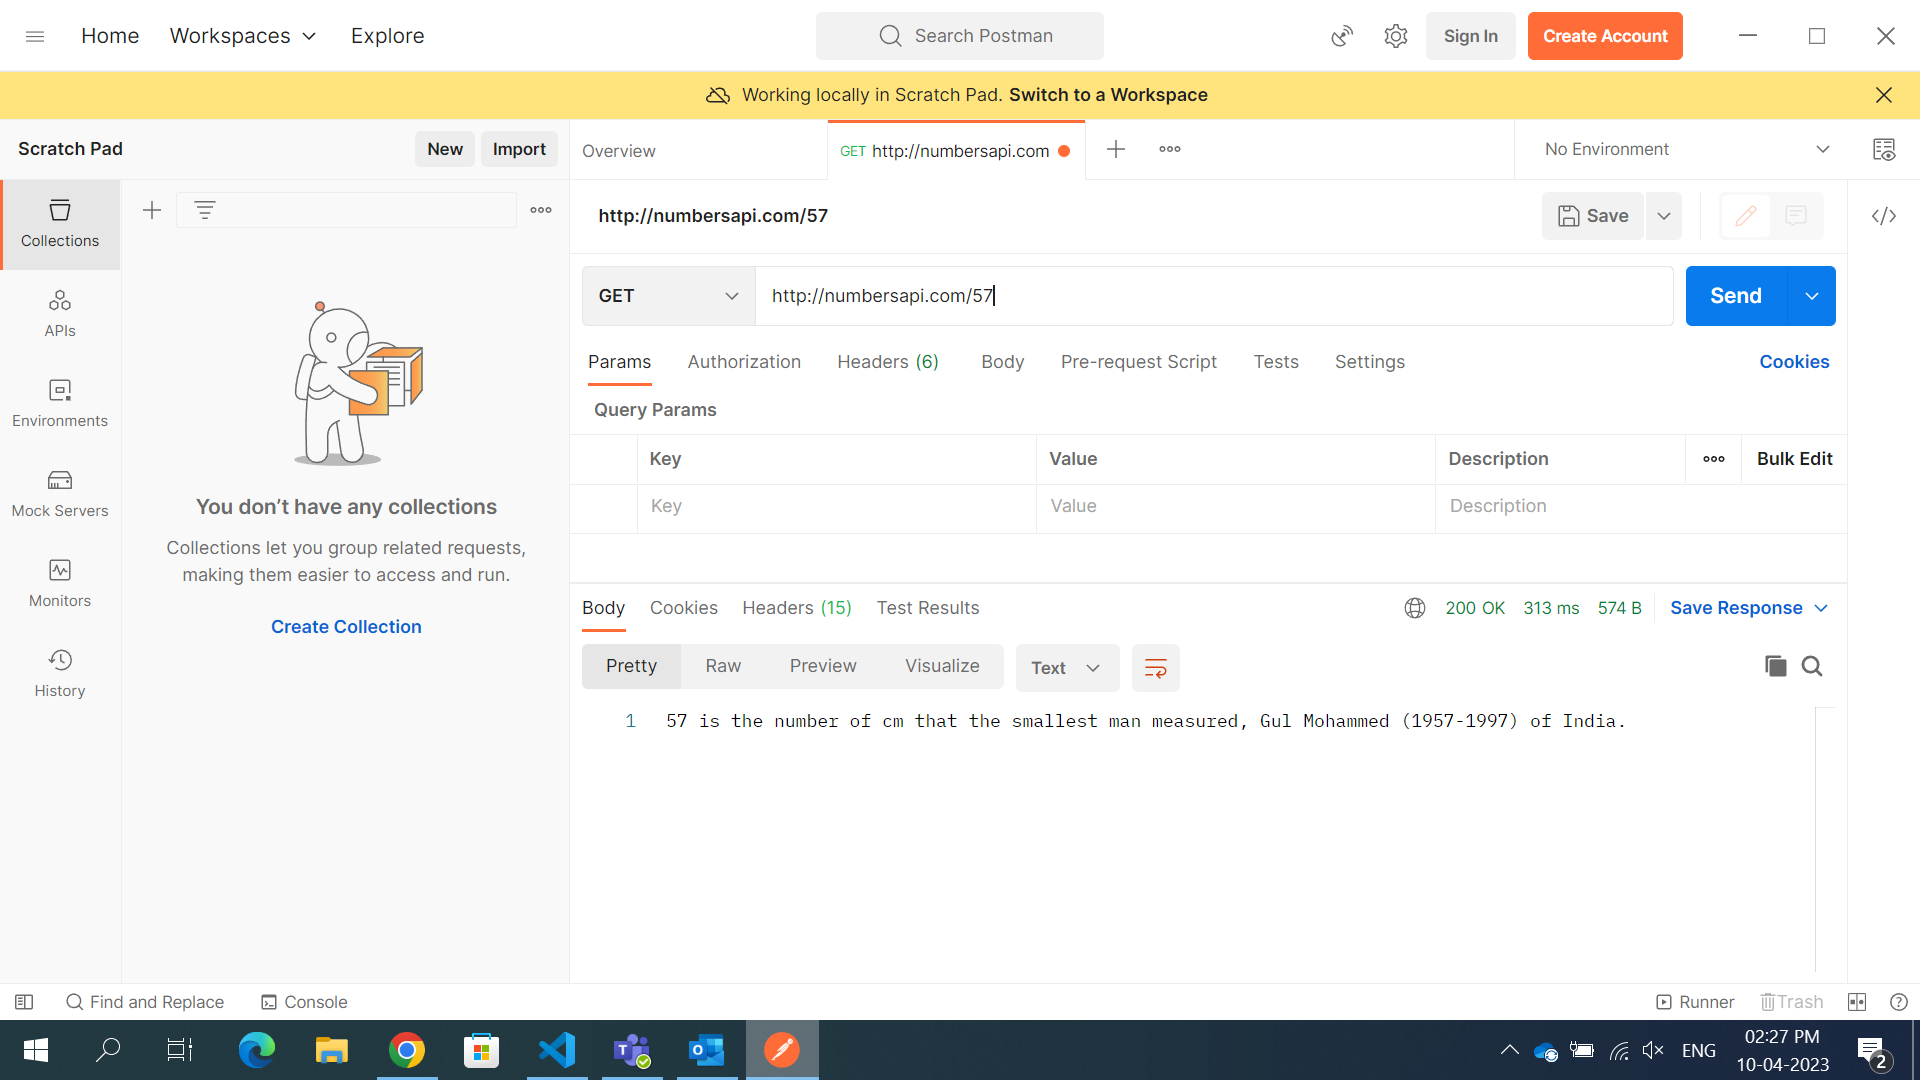 Home Workspaces Explore
Search Postman
Sign In Create Account
Working locally in Scratch Pad. Switch to a Workspace
Scratch Pad New Import
Overview GET http://numbersapi.com
No Environment
Collections
APIs
Environments
Mock Servers
Monitors
History
You don’t have any collections
Collections let you group related requests,
making them easier to access and run.
Create Collection
http://numbersapi.com/57
Save
GET http://numbersapi.com/57
Send
Params Authorization Headers (6) Body Pre-request Script Tests Settings Cookies
Query Params
Key Value Description Bulk Edit
Key Value Description
Body Cookies Headers (15) Test Results 200 OK 313 ms 574 B Save Response
Pretty Raw Preview Visualize Text
1 57 is the number of cm that the smallest man measured, Gul Mohammed (1957-1997) of India.
Find and Replace Console Runner Trash
ENG 02:27 PM
10-04-2023
2